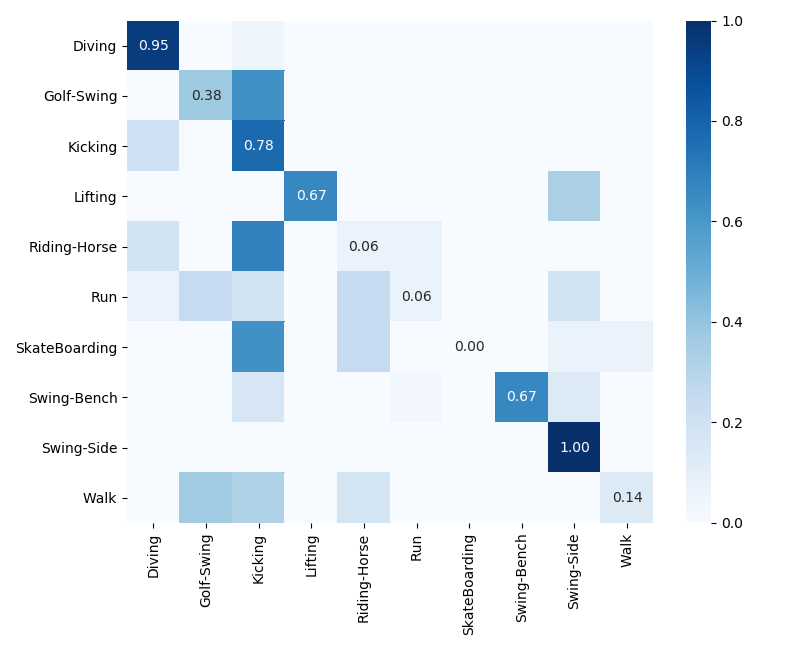 Diving 0.95
Golf-Swing 0.38
Kicking 0.78
Lifting 0.67
Riding-Horse 0.06
Run 0.06
SkateBoarding 0.00
Swing-Bench 0.67
Swing-Side 1.00
Walk 0.14
Diving Golf-Swing Kicking Lifting Riding-Horse Run SkateBoarding Swing-Bench Swing-Side Walk
1.0
0.8
0.6
0.4
0.2
0.0